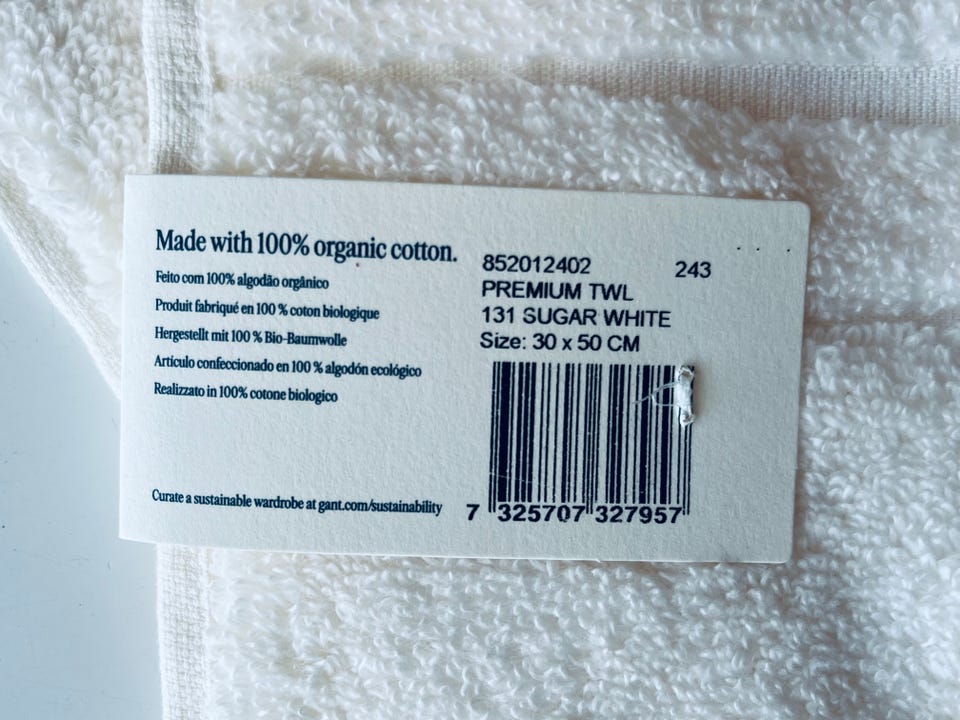 Made with 100% organic cotton.
Feito com 100% algodão orgânico
Produit fabriqué en 100 % coton biologique
Hergestellt mit 100 % Bio-Baumwolle
Artículo confeccionado en 100 % algodón ecológico
Realizzato in 100% cotone biologico
Curate a sustainable wardrobe at gant.com/sustainability
852012402 243
PREMIUM TWL
131 SUGAR WHITE
Size: 30 x 50 CM
7 325707 327957